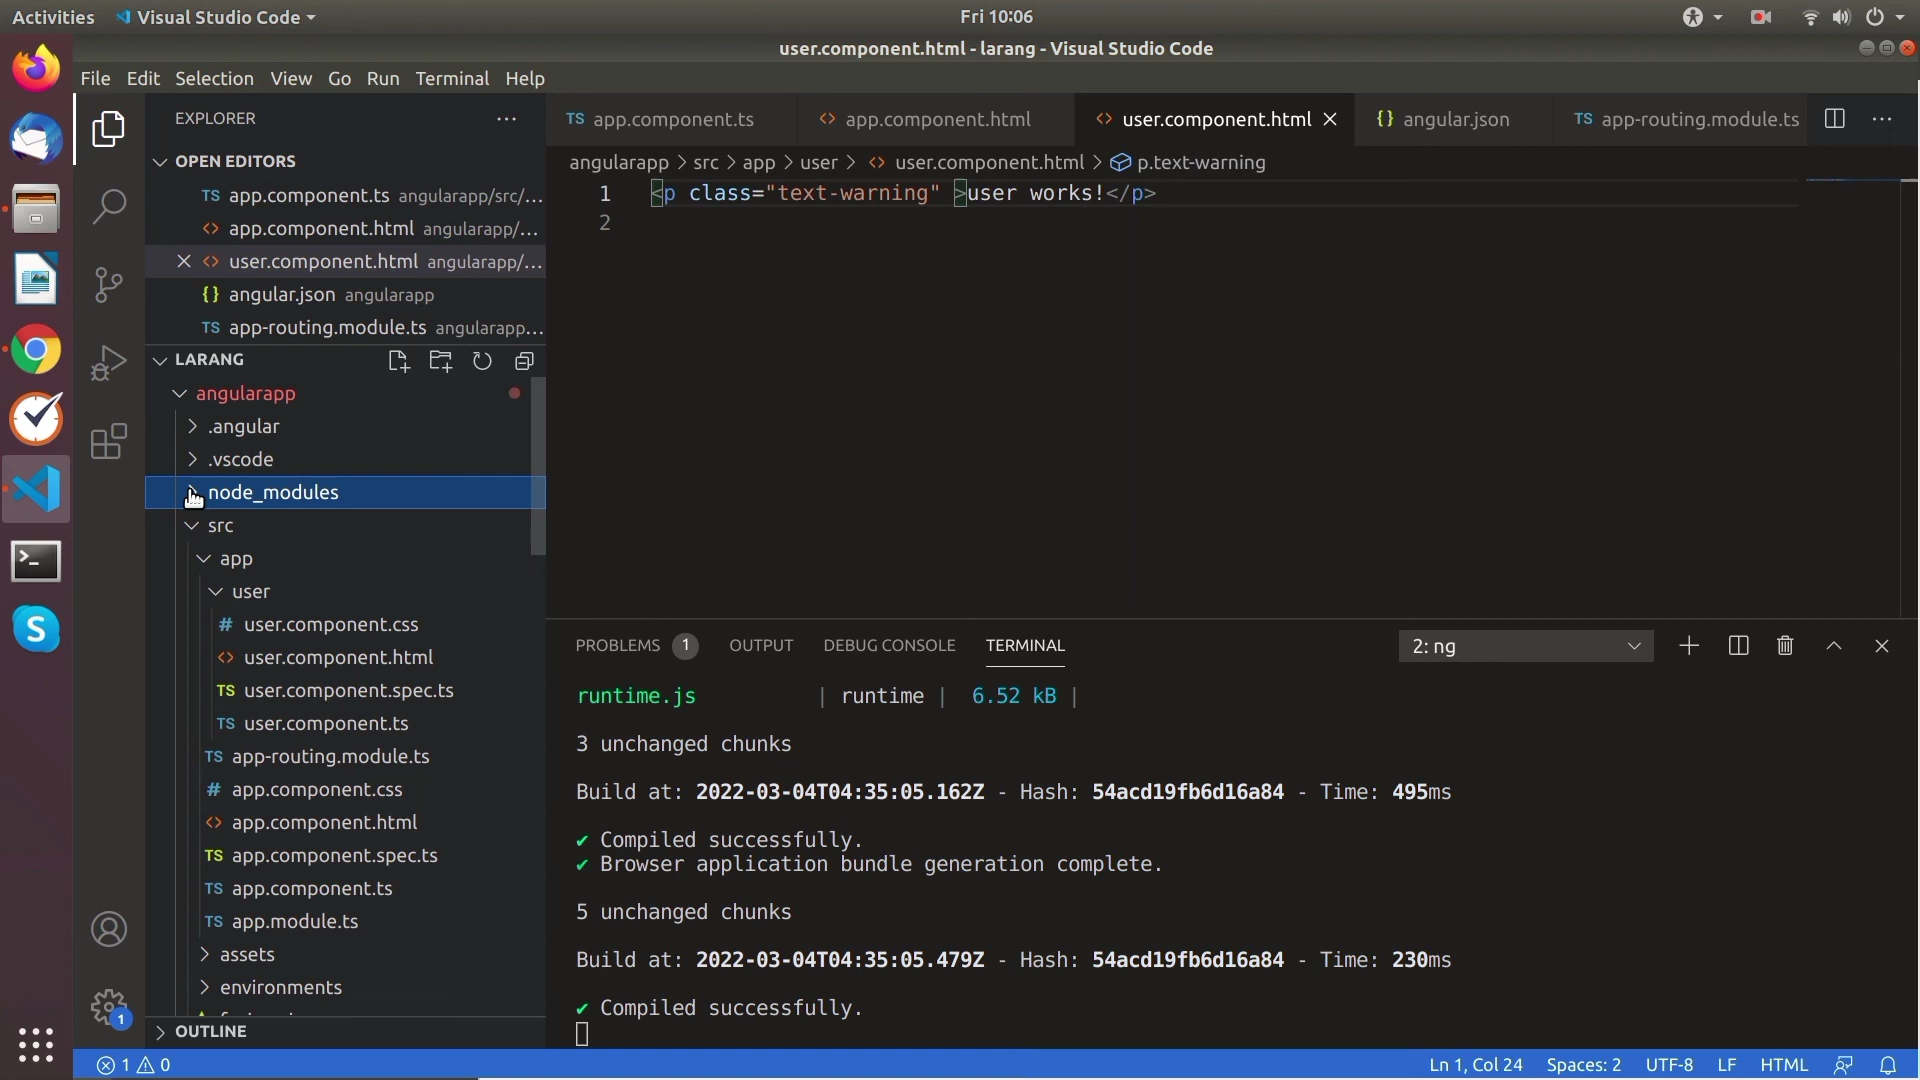 Activities Visual Studio Code Fri 10:06
user.component.html - larang - Visual Studio Code
File Edit Selection View Go Run Terminal Help
EXPLORER
OPEN EDITORS
TS app.component.ts angularapp/src/...
<> app.component.html angularapp/...
<> user.component.html angularapp/...
{} angular.json angularapp
TS app-routing.module.ts angularapp...
LARANG
angularapp
.angular
.vscode
node_modules
src
app
user
# user.component.css
<> user.component.html
TS user.component.spec.ts
TS user.component.ts
TS app-routing.module.ts
# app.component.css
<> app.component.html
TS app.component.spec.ts
TS app.component.ts
TS app.module.ts
assets
environments
OUTLINE
TS app.component.ts <> app.component.html <> user.component.html {} angular.json TS app-routing.module.ts
angularapp > src > app > user > <> user.component.html > p.text-warning
1 <p class="text-warning" >user works!</p>
2
PROBLEMS 1 OUTPUT DEBUG CONSOLE TERMINAL 2: ng
runtime.js | runtime | 6.52 kB |
3 unchanged chunks
Build at: 2022-03-04T04:35:05.162Z - Hash: 54acd19fb6d16a84 - Time: 495ms
✔ Compiled successfully.
✔ Browser application bundle generation complete.
5 unchanged chunks
Build at: 2022-03-04T04:35:05.479Z - Hash: 54acd19fb6d16a84 - Time: 230ms
✔ Compiled successfully.
1
1 0 Ln 1, Col 24 Spaces: 2 UTF-8 LF HTML